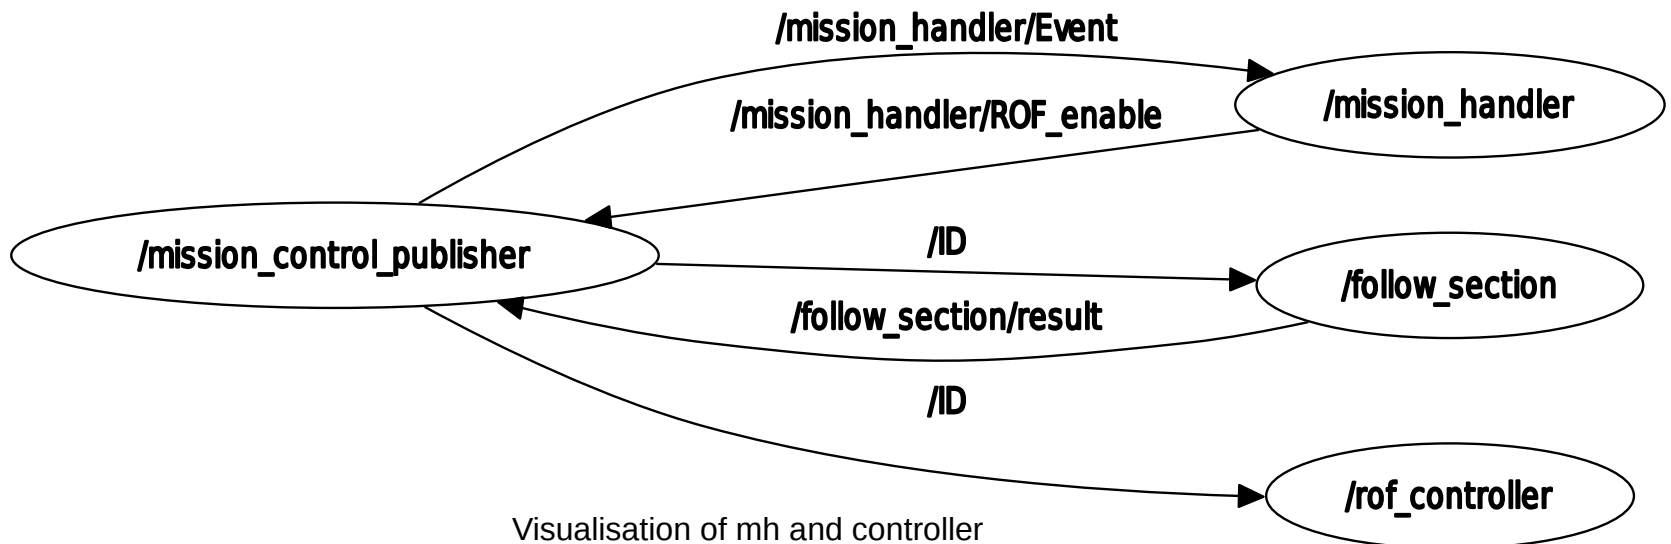 /mission_handler/Event
/mission_handler/ROF_enable
/mission_handler
/mission_control_publisher
/ID
/follow_section
/follow_section/result
/ID
/rof_controller
Visualisation of mh and controller